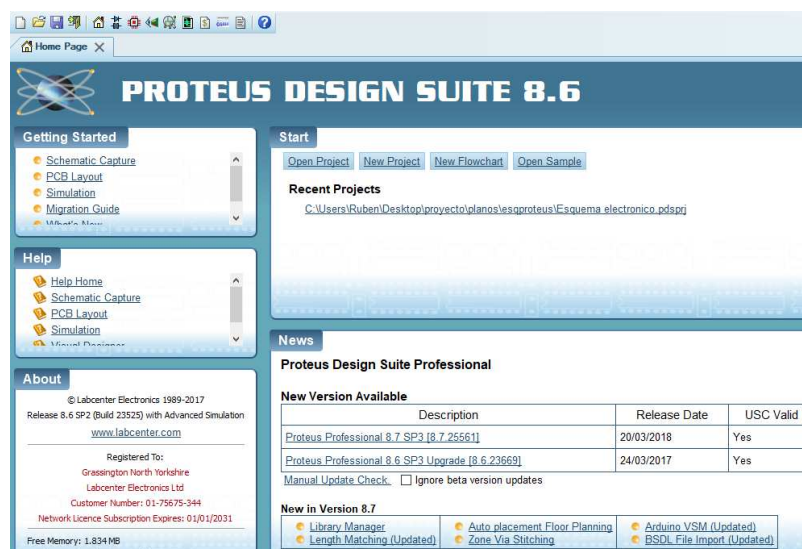 Home Page
PROTEUS DESIGN SUITE 8.6
Getting Started
Schematic Capture
PCB Layout
Simulation
Migration Guide
What's New
Help
Help Home
Schematic Capture
PCB Layout
Simulation
Visual Designer
About
© Labcenter Electronics 1989-2017
Release 8.6 SP2 (Build 23525) with Advanced Simulation
www.labcenter.com
Registered To:
Grassington North Yorkshire
Labcenter Electronics Ltd
Customer Number: 01-75675-344
Network Licence Subscription Expires: 01/01/2031
Free Memory: 1.834 MB
Start
Open Project New Project New Flowchart Open Sample
Recent Projects
C:\Users\Ruben\Desktop\proyecto\planos\esqproteus\Esquema electronico.pdsprj
News
Proteus Design Suite Professional
New Version Available
Description Release Date USC Valid
Proteus Professional 8.7 SP3 [8.7.25561] 20/03/2018 Yes
Proteus Professional 8.6 SP3 Upgrade [8.6.23669] 24/03/2017 Yes
Manual Update Check. Ignore beta version updates
New in Version 8.7
Library Manager Auto placement Floor Planning Arduino VSM (Updated)
Length Matching (Updated) Zone Via Stitching BSDL File Import (Updated)